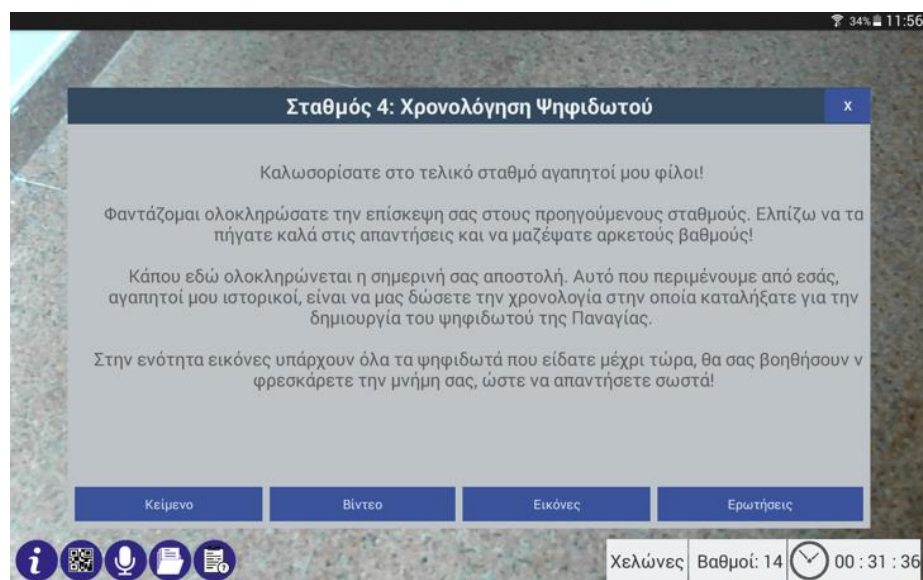 34% 11:56
Σταθμός 4: Χρονολόγηση Ψηφιδωτού
X
Καλωσορίσατε στο τελικό σταθμό αγαπητοί μου φίλοι!
Φαντάζομαι ολοκληρώσατε την επίσκεψη σας στους προηγούμενους σταθμούς. Ελπίζω να τα
πήγατε καλά στις απαντήσεις και να μαζέψατε αρκετούς βαθμούς!
Κάπου εδώ ολοκληρώνεται η σημερινή σας αποστολή. Αυτό που περιμένουμε από εσάς,
αγαπητοί μου ιστορικοί, είναι να μας δώσετε την χρονολογία στην οποία καταλήξατε για την
δημιουργία του ψηφιδωτού της Παναγίας.
Στην ενότητα εικόνες υπάρχουν όλα τα ψηφιδωτά που είδατε μέχρι τώρα, θα σας βοηθήσουν ν
φρεσκάρετε την μνήμη σας, ώστε να απαντήσετε σωστά!
Κείμενο Βίντεο Εικόνες Ερωτήσεις
i Χελώνες Βαθμοί: 14 00 : 31 : 36